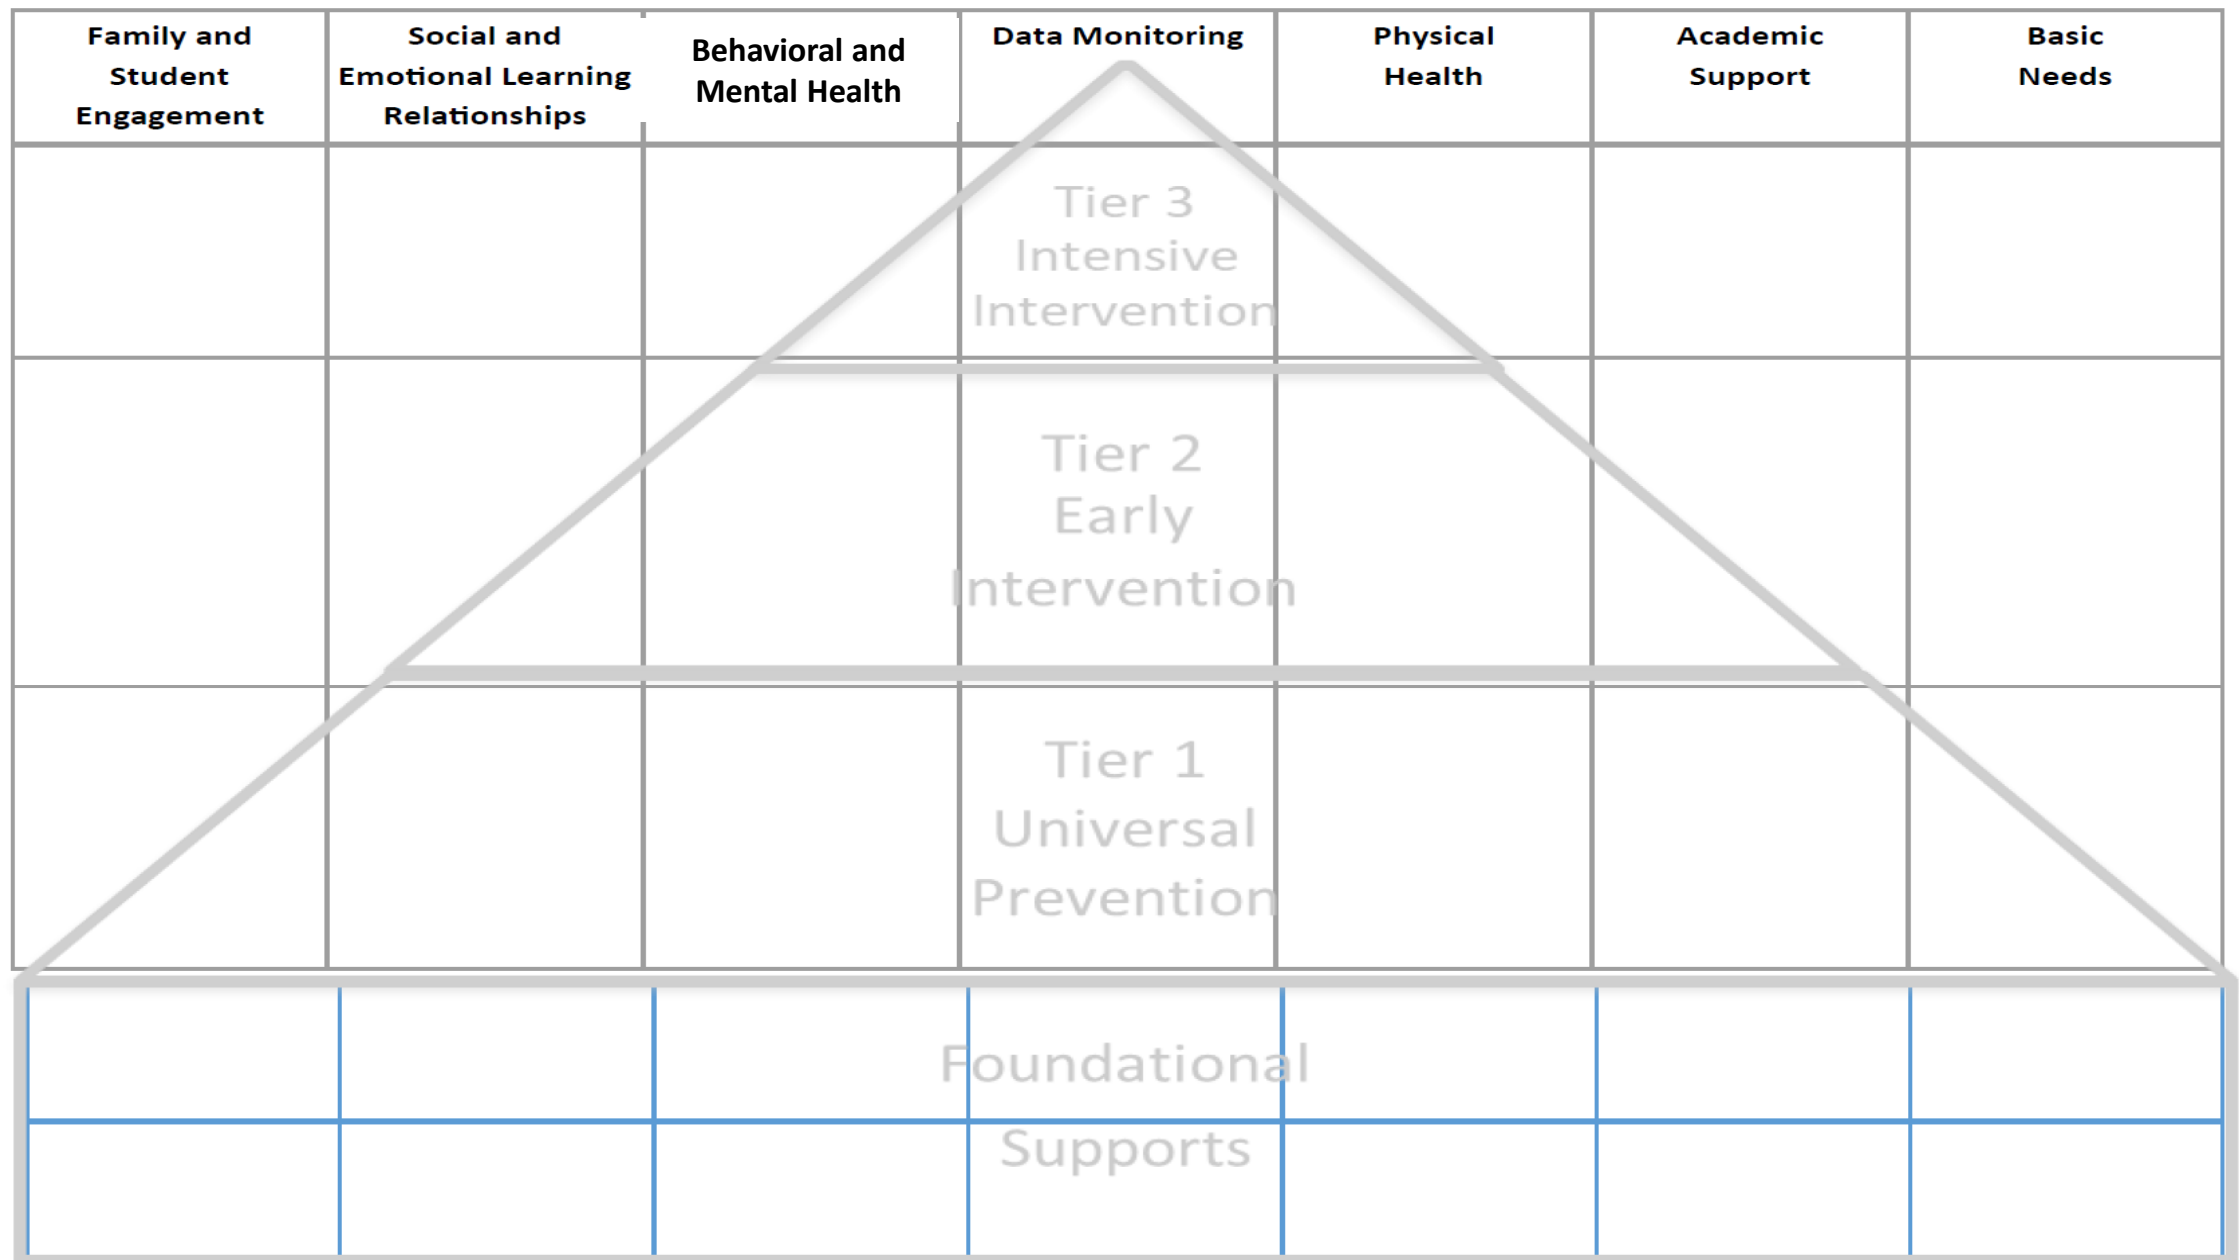 Family and
Student
Engagement
Social and
Emotional Learning
Relationships
Behavioral and
Mental Health
Data Monitoring
Physical
Health
Academic
Support
Basic
Needs
Tier 3
Intensive
Intervention
Tier 2
Early
Intervention
Tier 1
Universal
Prevention
Foundational
Supports